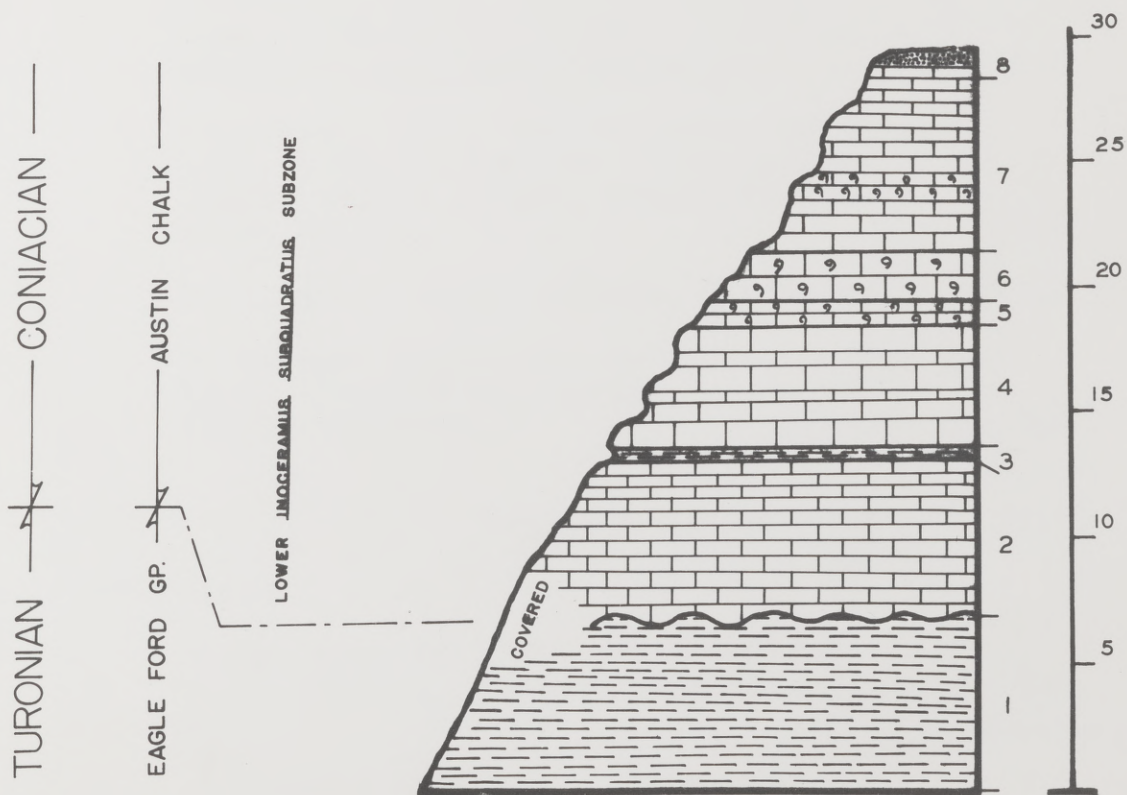 TURONIAN
CONIACIAN
EAGLE FORD GP.
AUSTIN CHALK
LOWER INOCERAMUS SUBQUADRATUS SUBZONE
COVERED
8
7
6
5
4
3
2
1
30
25
20
15
10
5